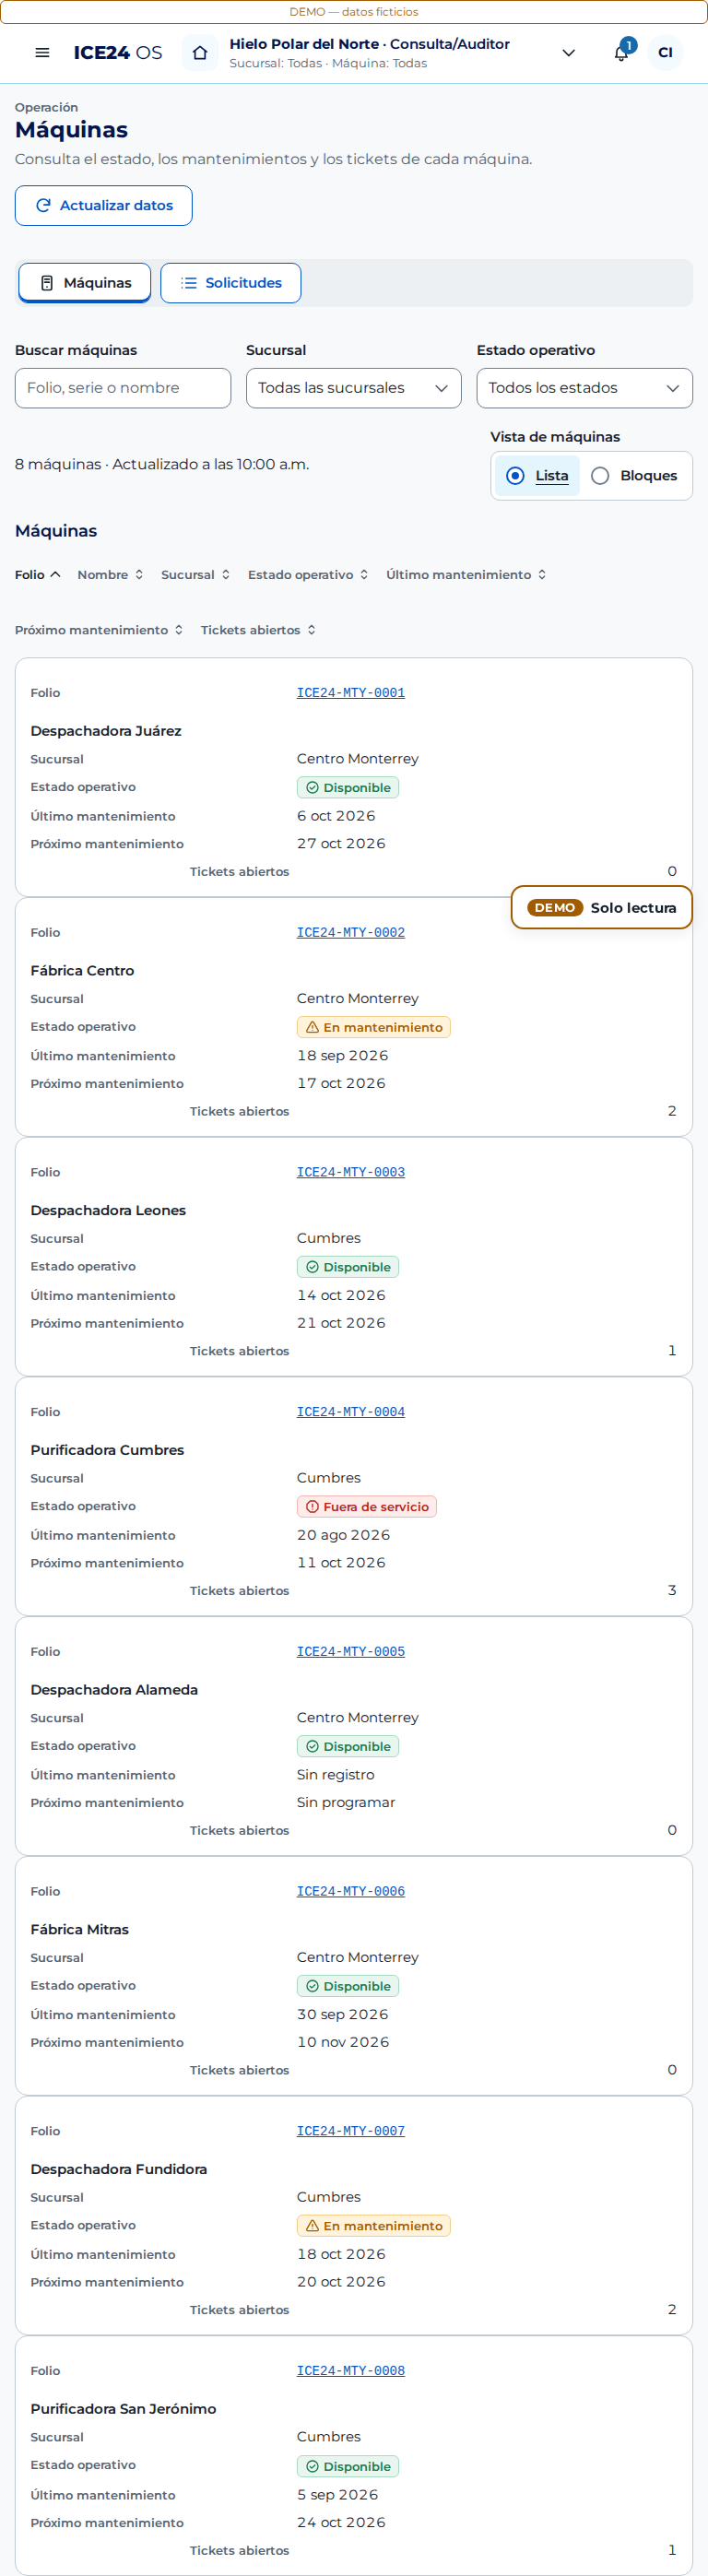 DEMO — datos ficticios
ICE24 OS
Hielo Polar del Norte · Consulta/Auditor
Sucursal: Todas · Máquina: Todas
1
CI
Operación
Máquinas
Consulta el estado, los mantenimientos y los tickets de cada máquina.
Actualizar datos
Máquinas
Solicitudes
Buscar máquinas
Sucursal
Estado operativo
Folio, serie o nombre
Todas las sucursales
Todos los estados
8 máquinas · Actualizado a las 10:00 a.m.
Vista de máquinas
Lista
Bloques
Máquinas
Folio
Nombre
Sucursal
Estado operativo
Último mantenimiento
Próximo mantenimiento
Tickets abiertos
Folio ICE24-MTY-0001
Despachadora Juárez
Sucursal Centro Monterrey
Estado operativo Disponible
Último mantenimiento 6 oct 2026
Próximo mantenimiento 27 oct 2026
Tickets abiertos 0
DEMO Solo lectura
Folio ICE24-MTY-0002
Fábrica Centro
Sucursal Centro Monterrey
Estado operativo En mantenimiento
Último mantenimiento 18 sep 2026
Próximo mantenimiento 17 oct 2026
Tickets abiertos 2
Folio ICE24-MTY-0003
Despachadora Leones
Sucursal Cumbres
Estado operativo Disponible
Último mantenimiento 14 oct 2026
Próximo mantenimiento 21 oct 2026
Tickets abiertos 1
Folio ICE24-MTY-0004
Purificadora Cumbres
Sucursal Cumbres
Estado operativo Fuera de servicio
Último mantenimiento 20 ago 2026
Próximo mantenimiento 11 oct 2026
Tickets abiertos 3
Folio ICE24-MTY-0005
Despachadora Alameda
Sucursal Centro Monterrey
Estado operativo Disponible
Último mantenimiento Sin registro
Próximo mantenimiento Sin programar
Tickets abiertos 0
Folio ICE24-MTY-0006
Fábrica Mitras
Sucursal Centro Monterrey
Estado operativo Disponible
Último mantenimiento 30 sep 2026
Próximo mantenimiento 10 nov 2026
Tickets abiertos 0
Folio ICE24-MTY-0007
Despachadora Fundidora
Sucursal Cumbres
Estado operativo En mantenimiento
Último mantenimiento 18 oct 2026
Próximo mantenimiento 20 oct 2026
Tickets abiertos 2
Folio ICE24-MTY-0008
Purificadora San Jerónimo
Sucursal Cumbres
Estado operativo Disponible
Último mantenimiento 5 sep 2026
Próximo mantenimiento 24 oct 2026
Tickets abiertos 1